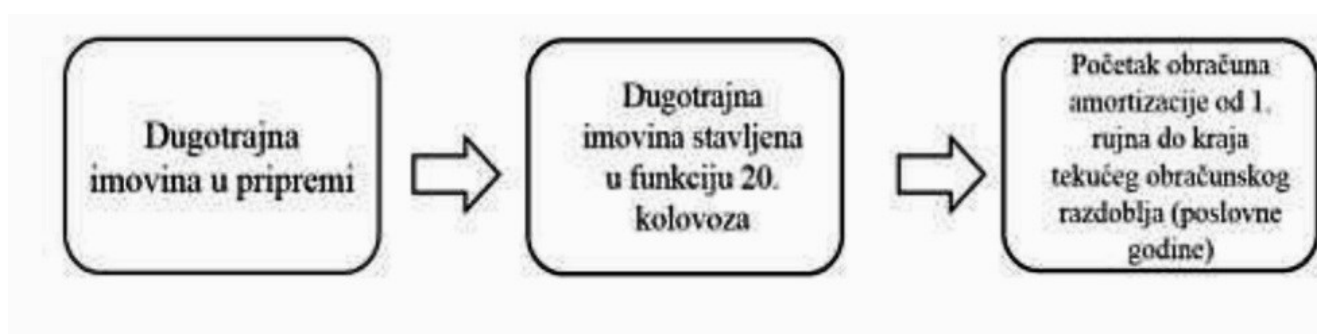 Dugotrajna
imovina u pripremi
Dugotrajna
imovina stavljena
u funkciju 20.
kolovoza
Početak obračuna
amortizacije od 1.
rujna do kraja
tekućeg obračunskog
razdoblja (poslovne
godine)